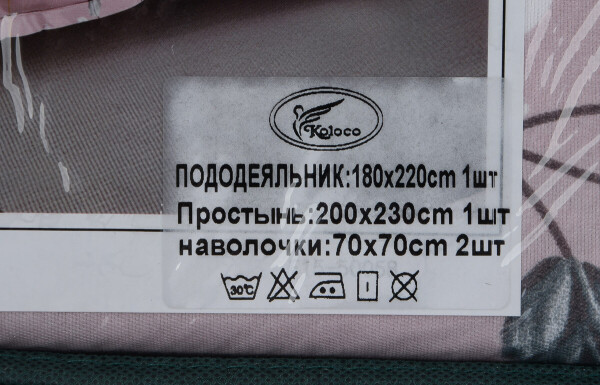 Koloco
ПОДОДЕЯЛЬНИК:180x220cm 1шт
Простынь:200x230cm 1шт
наволочки:70x70cm 2шт
30°C